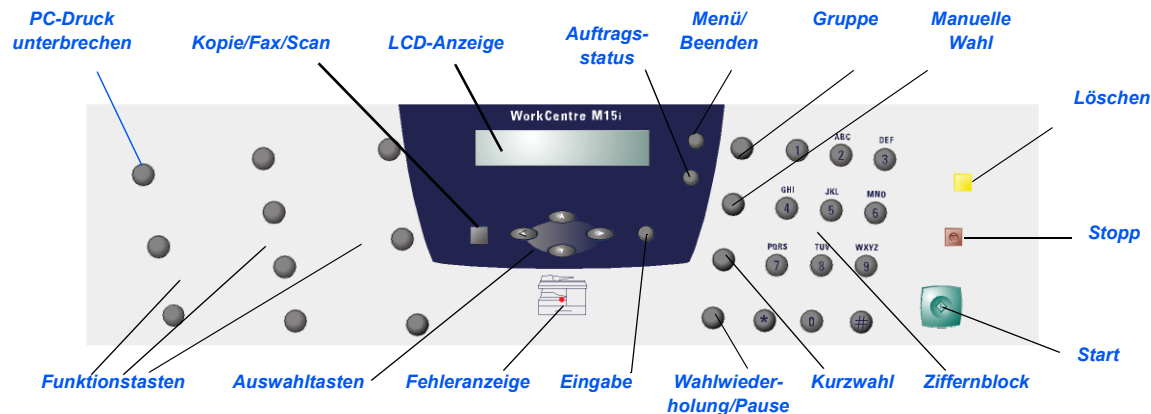 PC-Druck
unterbrechen
Kopie/Fax/Scan
LCD-Anzeige
Auftrags-
status
Menü/
Beenden
Gruppe
Manuelle
Wahl
Löschen
WorkCentre M15i
1
ABC
2
DEF
3
GHI
4
JKL
5
MNO
6
PQRS
7
TUV
8
WXYZ
9
*
0
#
Stopp
Start
Funktionstasten
Auswahltasten
Fehleranzeige
Eingabe
Wahlwieder-
holung/Pause
Kurzwahl
Ziffernblock